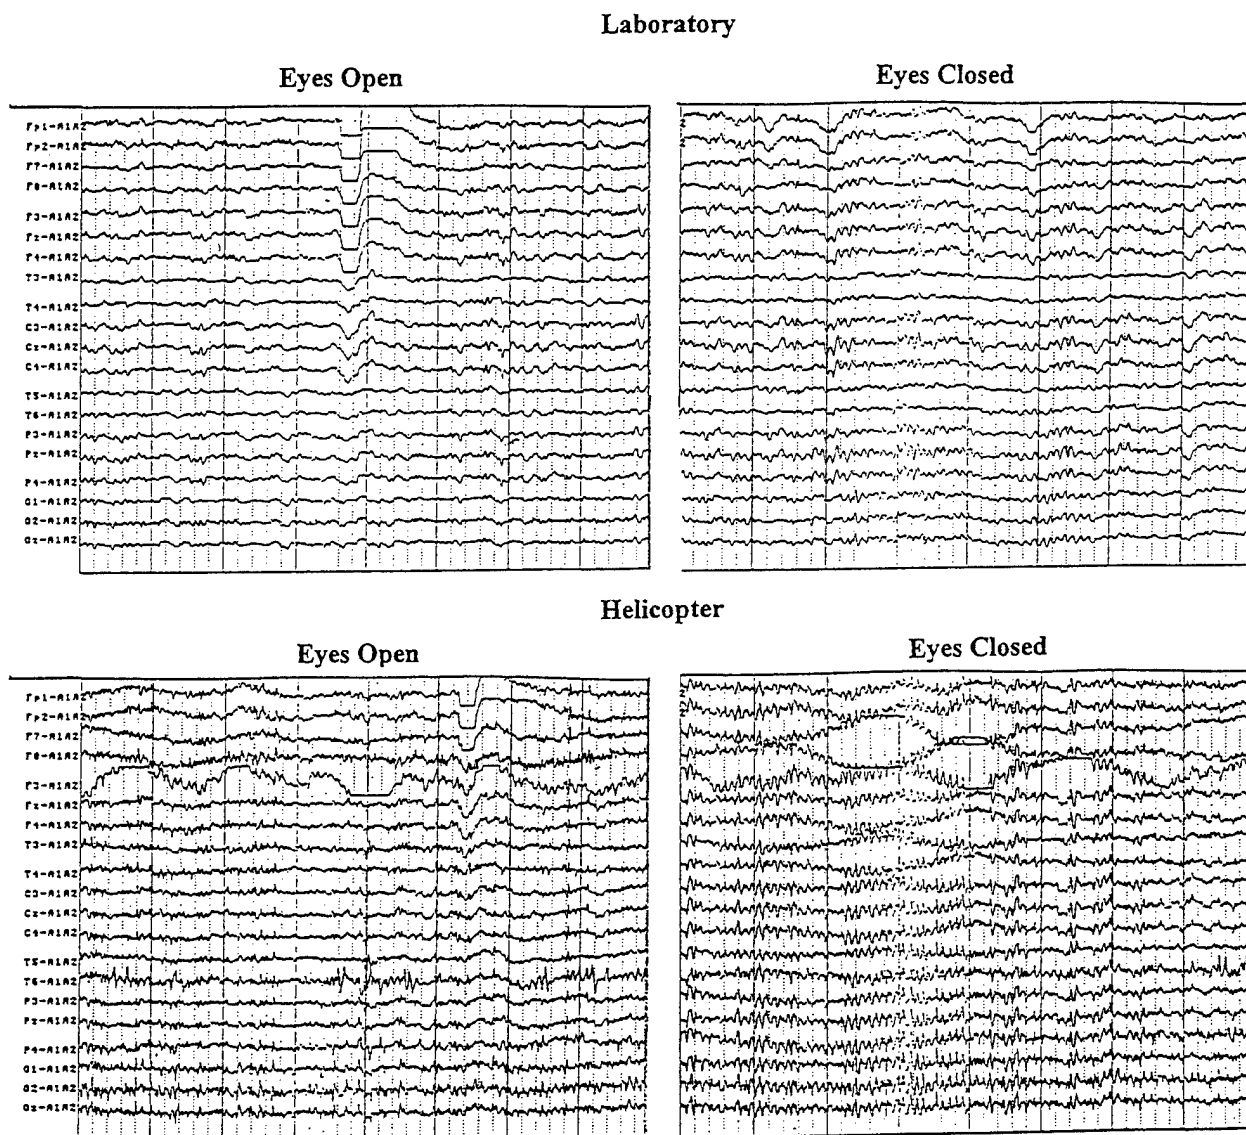 Laboratory
Eyes Open
Eyes Closed
Fp1-A1A2
Fp2-A1A2
F7-A1A2
F8-A1A2
F3-A1A2
Fz-A1A2
F4-A1A2
T3-A1A2
T4-A1A2
C3-A1A2
Cz-A1A2
C4-A1A2
T5-A1A2
T6-A1A2
P3-A1A2
Pz-A1A2
P4-A1A2
O1-A1A2
O2-A1A2
Oz-A1A2
Helicopter
Eyes Open
Eyes Closed
Fp1-A1A2
Fp2-A1A2
F7-A1A2
F8-A1A2
F3-A1A2
Fz-A1A2
F4-A1A2
T3-A1A2
T4-A1A2
C3-A1A2
Cz-A1A2
C4-A1A2
T5-A1A2
T6-A1A2
P3-A1A2
Pz-A1A2
P4-A1A2
O1-A1A2
O2-A1A2
Oz-A1A2